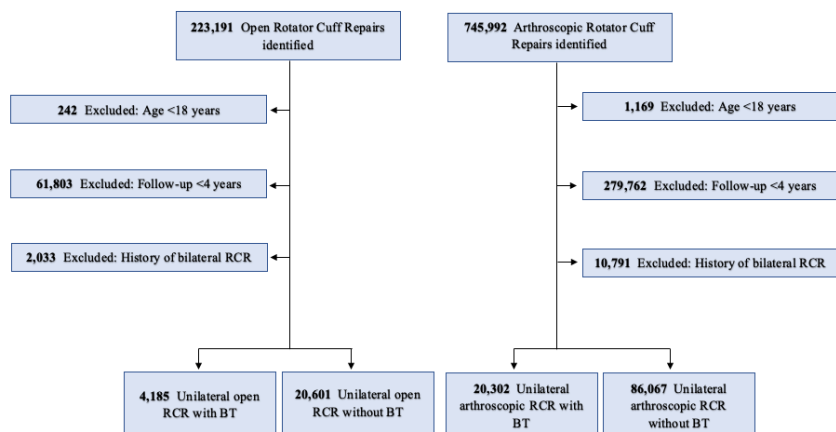 223,191 Open Rotator Cuff Repairs
identified
745,992 Arthroscopic Rotator Cuff
Repairs identified
242 Excluded: Age <18 years
1,169 Excluded: Age <18 years
61,803 Excluded: Follow-up <4 years
279,762 Excluded: Follow-up <4 years
2,033 Excluded: History of bilateral RCR
10,791 Excluded: History of bilateral RCR
4,185 Unilateral open
RCR with BT
20,601 Unilateral open
RCR without BT
20,302 Unilateral
arthroscopic RCR with
BT
86,067 Unilateral
arthroscopic RCR
without BT